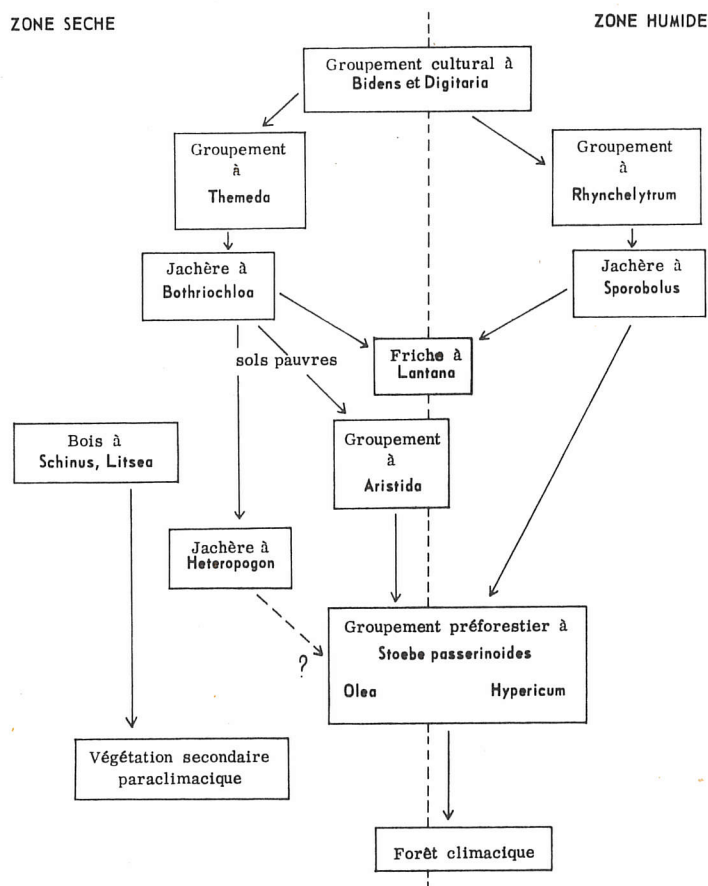 ZONE SECHE
ZONE HUMIDE
Groupement cultural à
Bidens et Digitaria
Groupement
à
Themeda
Groupement
à
Rhynchelytrum
Jachère à
Bothriochloa
Jachère à
Sporobolus
sols pauvres
Friche à
Lantana
Bois à
Schinus, Litsea
Groupement
à
Aristida
Jachère à
Heteropogon
Groupement préforestier à
Stoebe passerinoides
Olea
Hypericum
?
Végétation secondaire
paraclimacique
Forêt climacique